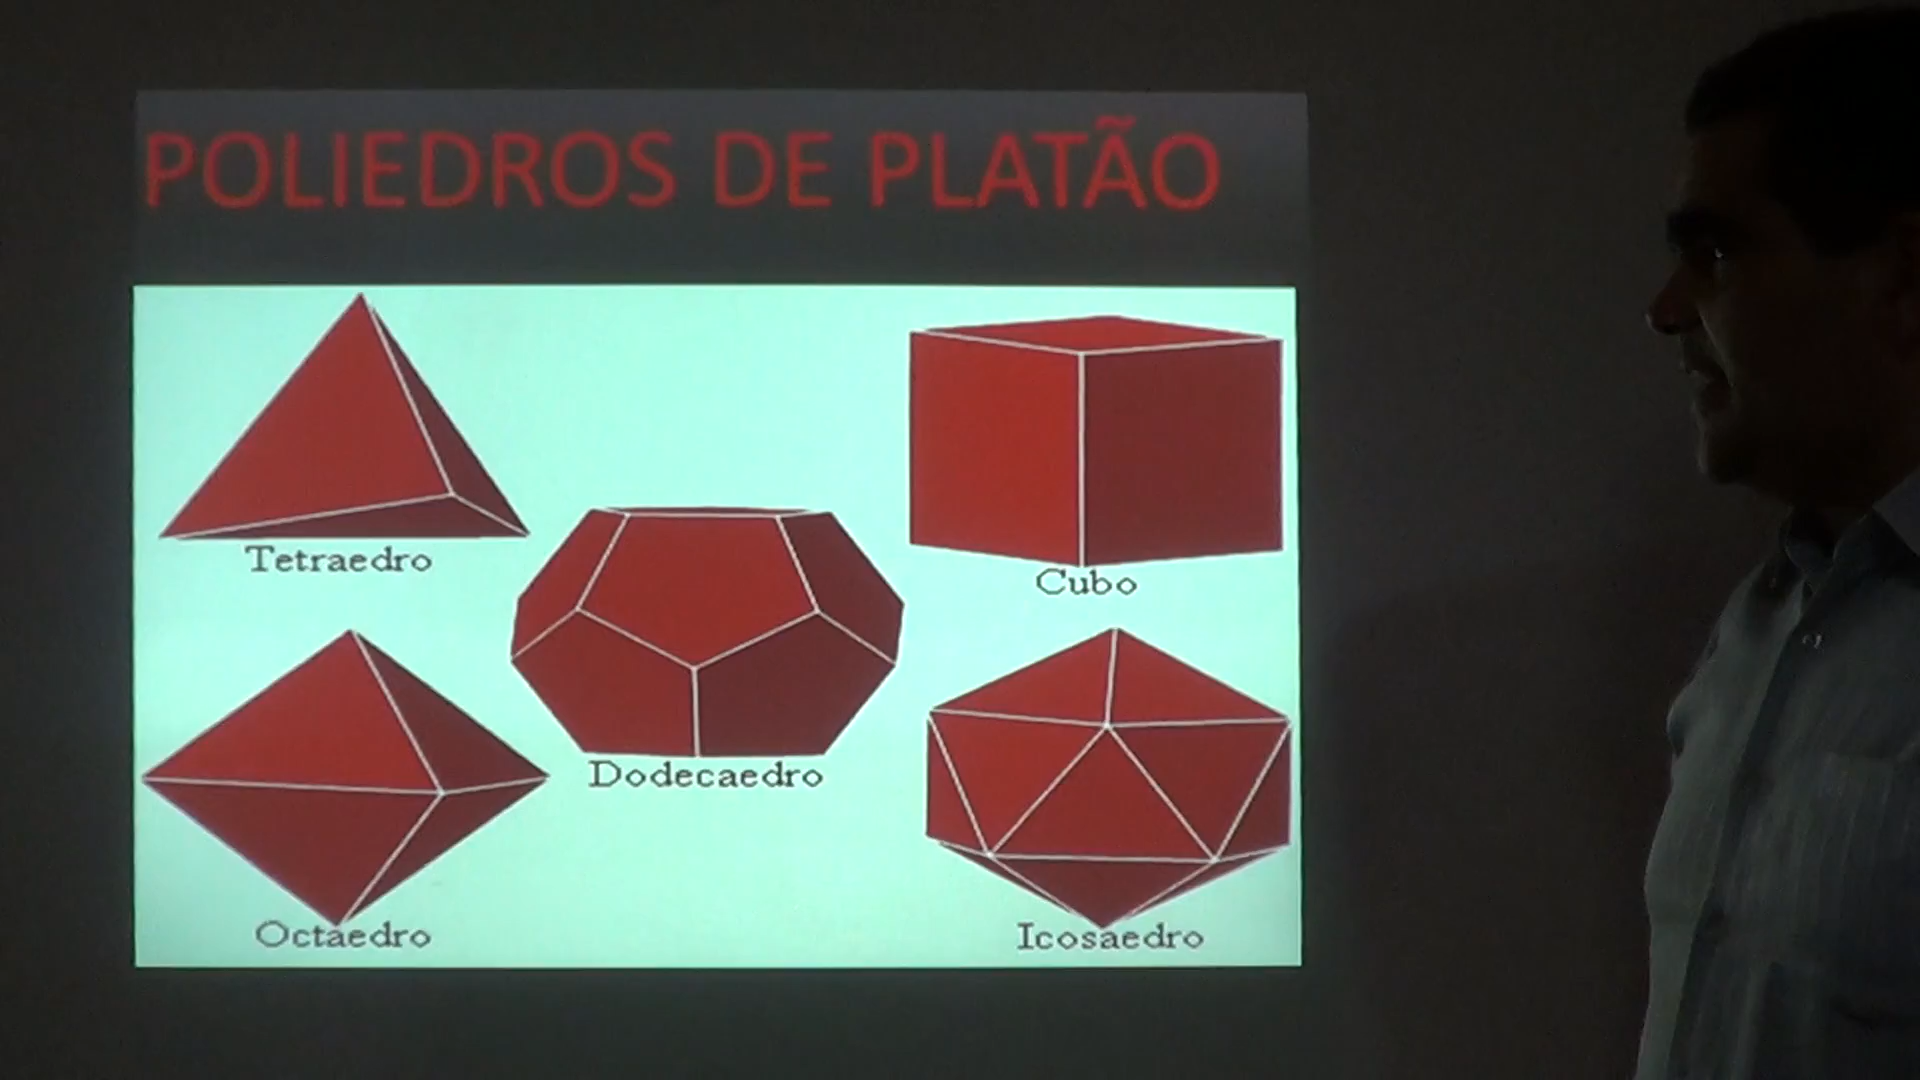 POLIEDROS DE PLATÃO
Tetraedro
Cubo
Dodecaedro
Octaedro
Icosaedro